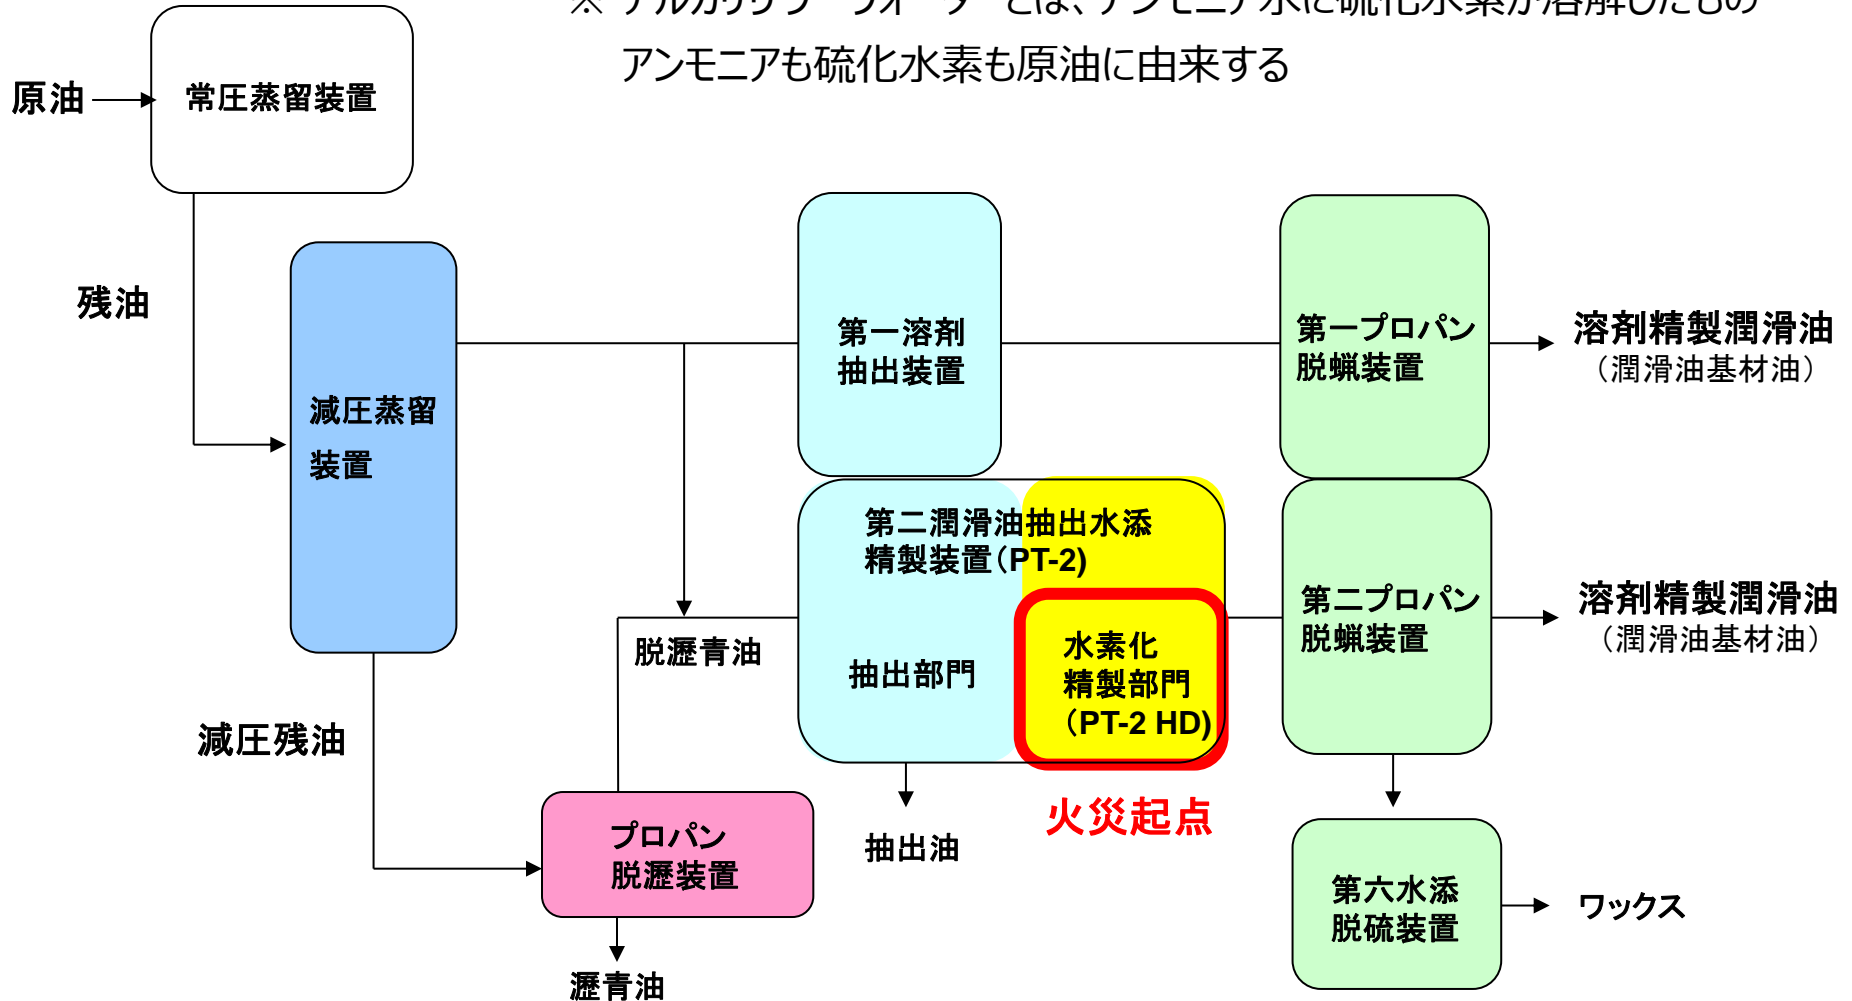 アンモニアも硫化水素も原油に由来する
原油
常圧蒸留装置
残油
減圧蒸留
装置
第一溶剤
抽出装置
第一プロパン
脱蝋装置
溶剤精製潤滑油
（潤滑油基材油）
第二潤滑油抽出水添
精製装置（PT-2)
抽出部門
水素化
精製部門
（PT-2 HD)
第二プロパン
脱蝋装置
溶剤精製潤滑油
（潤滑油基材油）
脱瀝青油
減圧残油
火災起点
プロパン
脱瀝装置
抽出油
第六水添
脱硫装置
ワックス
瀝青油